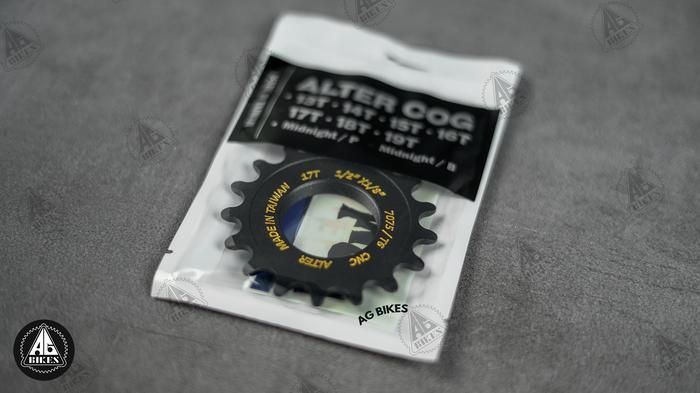 ALTER COG
• 13T • 14T • 15T • 16T
17T • 18T • 19T
• Midnight / P Midnight / B
17T 1/2" X1/8" 7075/T6 CNC ALTER MADE IN TAIWAN
AG BIKES
AG
BIKES